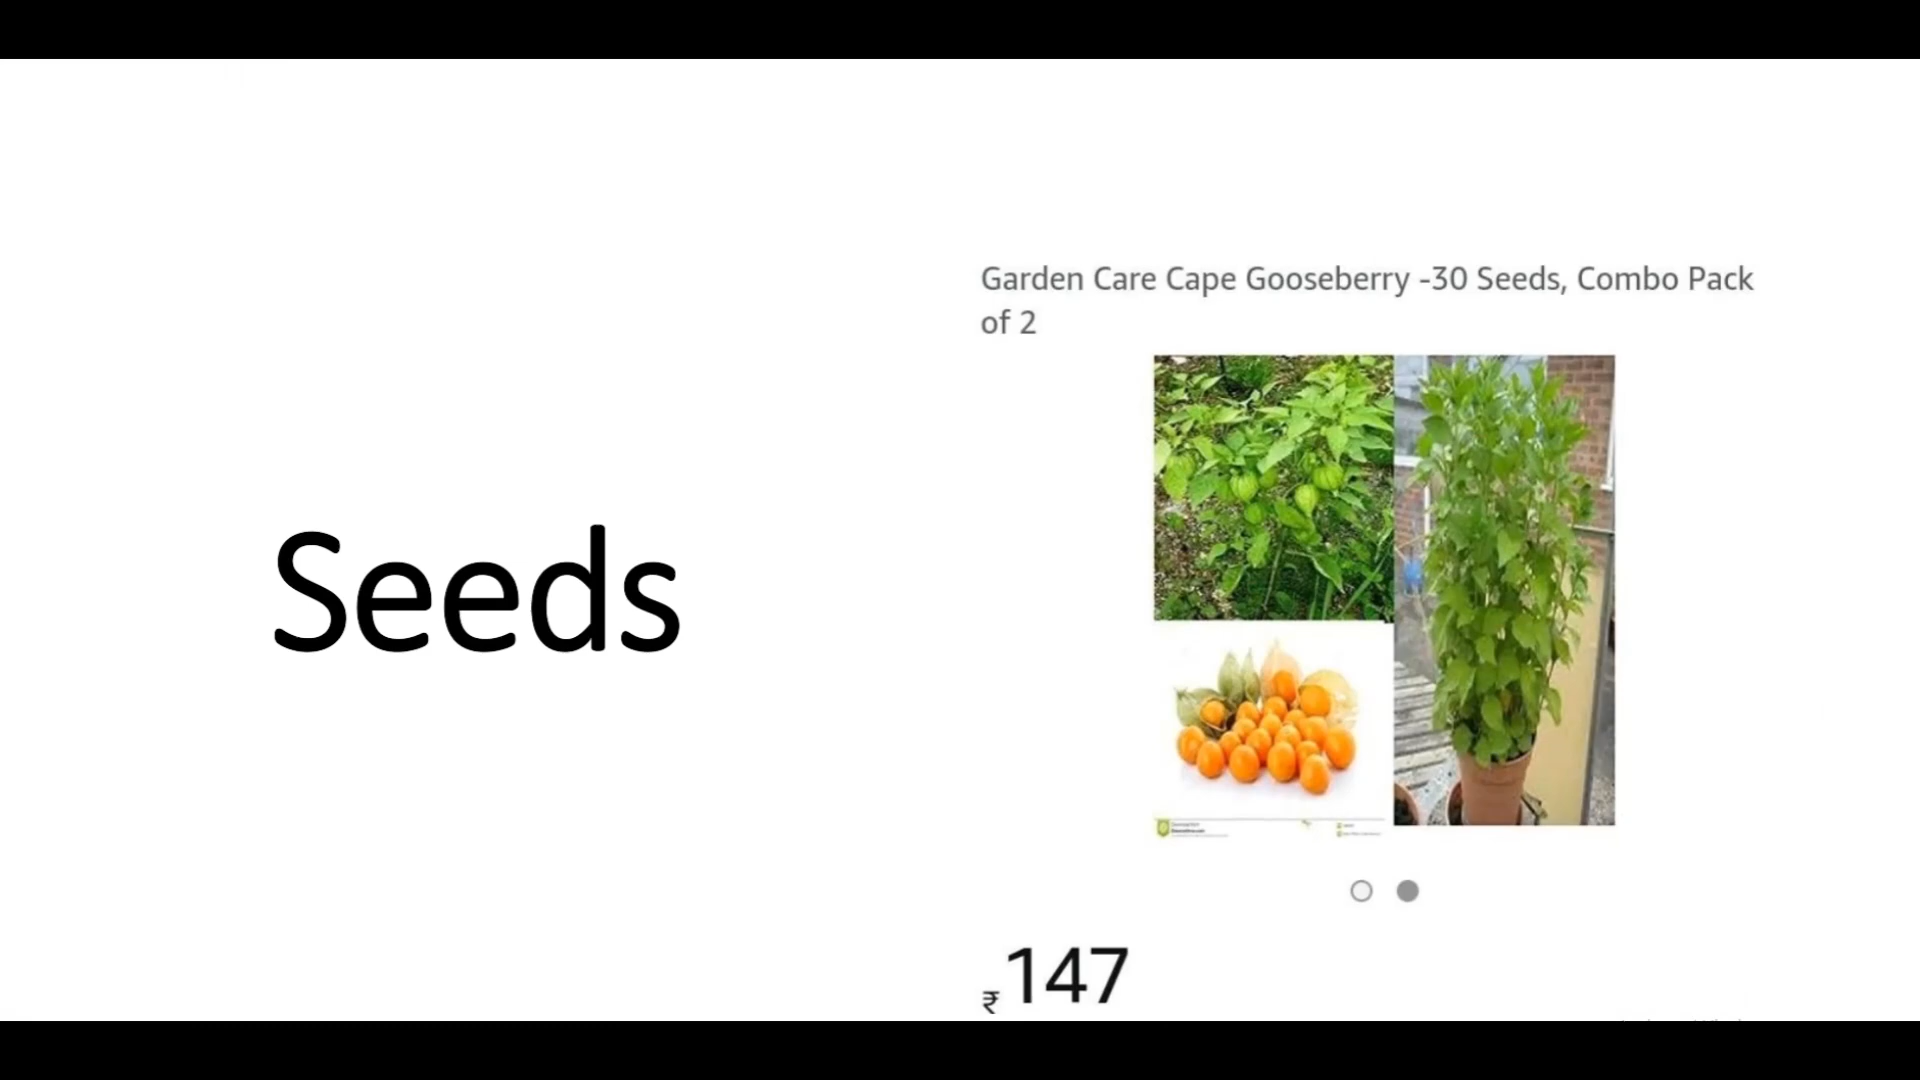 Garden Care Cape Gooseberry -30 Seeds, Combo Pack
of 2
Seeds
₹147